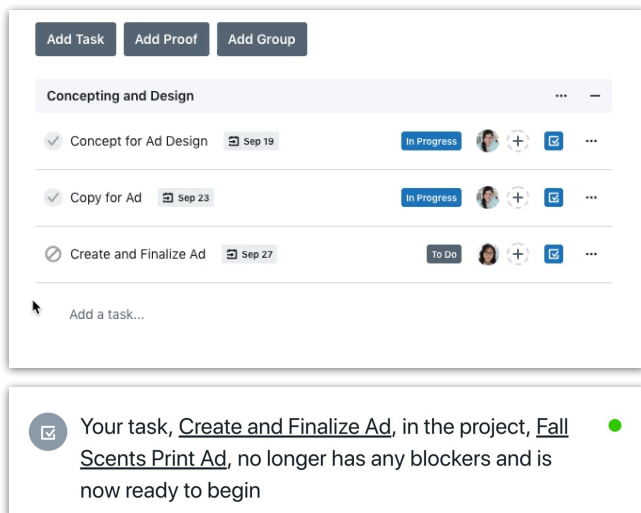 Add Task Add Proof Add Group
Concepting and Design
Concept for Ad Design Sep 19 In Progress
Copy for Ad Sep 23 In Progress
Create and Finalize Ad Sep 27 To Do
Add a task...
Your task, Create and Finalize Ad, in the project, Fall
Scents Print Ad, no longer has any blockers and is
now ready to begin